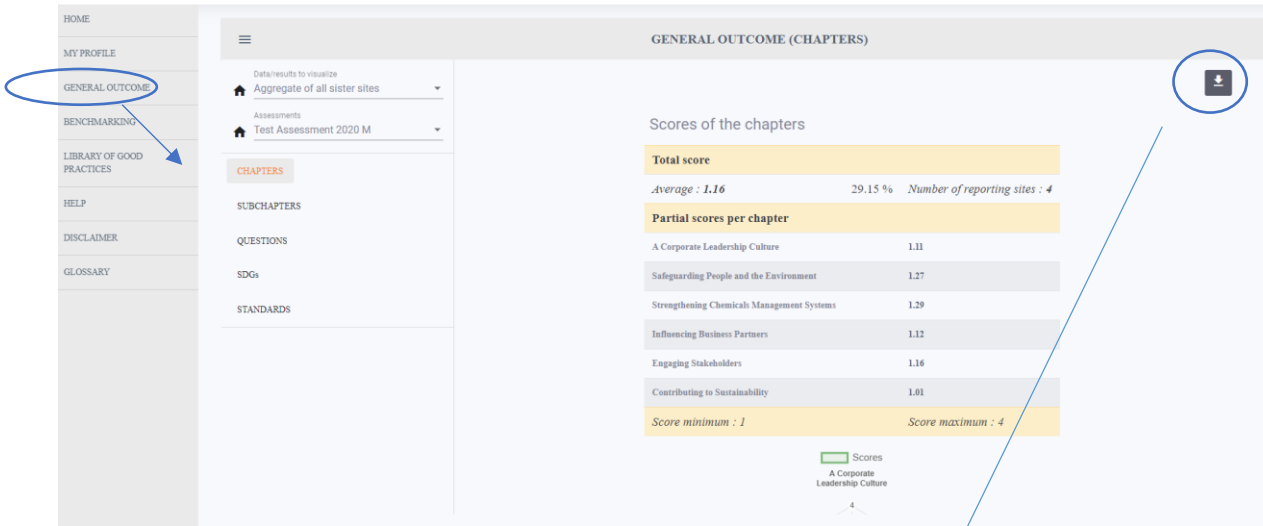 HOME
MY PROFILE
GENERAL OUTCOME
BENCHMARKING
LIBRARY OF GOOD
PRACTICES
HELP
DISCLAIMER
GLOSSARY
GENERAL OUTCOME (CHAPTERS)
Data/results to visualize
Aggregate of all sister sites
Assessments
Test Assessment 2020 M
CHAPTERS
SUBCHAPTERS
QUESTIONS
SDGs
STANDARDS
Scores of the chapters
Total score
Average : 1.16 29.15 % Number of reporting sites : 4
Partial scores per chapter
A Corporate Leadership Culture 1.11
Safeguarding People and the Environment 1.27
Strengthening Chemicals Management Systems 1.29
Influencing Business Partners 1.12
Engaging Stakeholders 1.16
Contributing to Sustainability 1.01
Score minimum : 1 Score maximum : 4
Scores
A Corporate
Leadership Culture
4